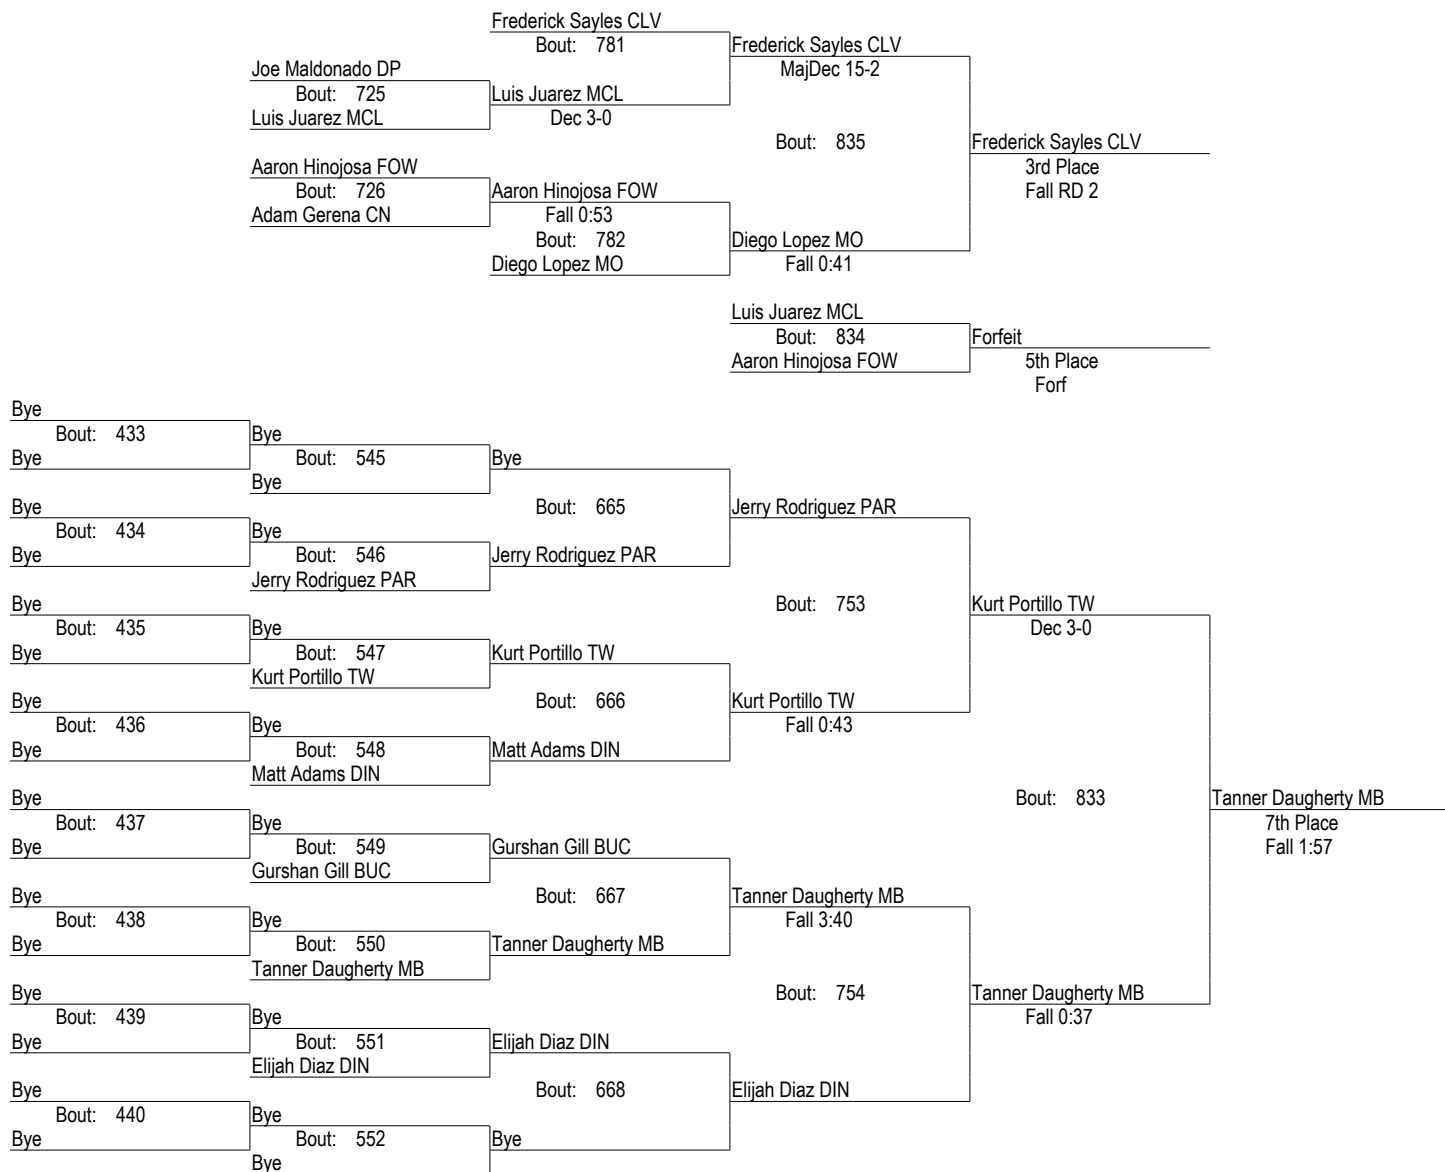 Frederick Sayles CLV
Bout: 781
Frederick Sayles CLV
Joe Maldonado DP
MajDec 15-2
Bout: 725
Luis Juarez MCL
Luis Juarez MCL
Dec 3-0
Bout: 835
Frederick Sayles CLV
Aaron Hinojosa FOW
3rd Place
Bout: 726
Aaron Hinojosa FOW
Fall RD 2
Adam Gerena CN
Fall 0:53
Bout: 782
Diego Lopez MO
Diego Lopez MO
Fall 0:41
Luis Juarez MCL
Bout: 834
Forfeit
Aaron Hinojosa FOW
5th Place
Forf
Bye
Bout: 433
Bye
Bye
Bout: 545
Bye
Bye
Bye
Bout: 665
Jerry Rodriguez PAR
Bout: 434
Bye
Bye
Bout: 546
Jerry Rodriguez PAR
Jerry Rodriguez PAR
Bye
Bout: 753
Kurt Portillo TW
Bout: 435
Bye
Dec 3-0
Bye
Bout: 547
Kurt Portillo TW
Kurt Portillo TW
Bye
Bout: 666
Kurt Portillo TW
Bout: 436
Bye
Fall 0:43
Bye
Bout: 548
Matt Adams DIN
Matt Adams DIN
Bye
Bout: 833
Tanner Daugherty MB
Bout: 437
Bye
7th Place
Bye
Bout: 549
Gurshan Gill BUC
Fall 1:57
Gurshan Gill BUC
Bye
Bout: 667
Tanner Daugherty MB
Bout: 438
Bye
Fall 3:40
Bye
Bout: 550
Tanner Daugherty MB
Tanner Daugherty MB
Bye
Bout: 754
Tanner Daugherty MB
Bout: 439
Bye
Fall 0:37
Bye
Bout: 551
Elijah Diaz DIN
Elijah Diaz DIN
Bye
Bout: 668
Elijah Diaz DIN
Bout: 440
Bye
Bye
Bout: 552
Bye
Bye